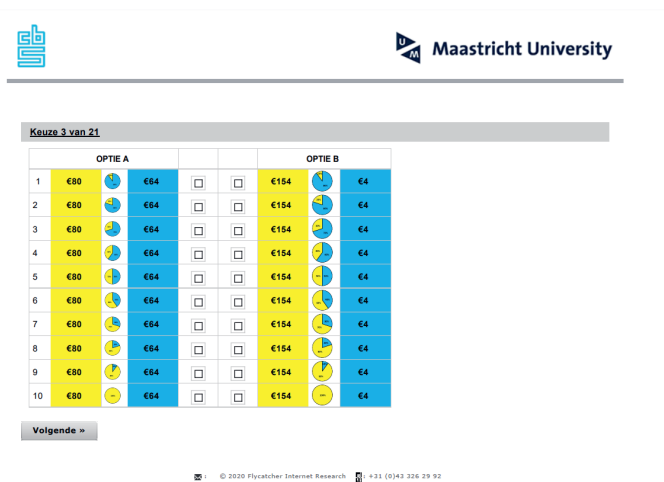 cbs
UM Maastricht University
Keuze 3 van 21
OPTIE A OPTIE B
1 €80 €64 €154 €4
2 €80 €64 €154 €4
3 €80 €64 €154 €4
4 €80 €64 €154 €4
5 €80 €64 €154 €4
6 €80 €64 €154 €4
7 €80 €64 €154 €4
8 €80 €64 €154 €4
9 €80 €64 €154 €4
10 €80 €64 €154 €4
Volgende »
: © 2020 Flycatcher Internet Research : +31 (0)43 326 29 92